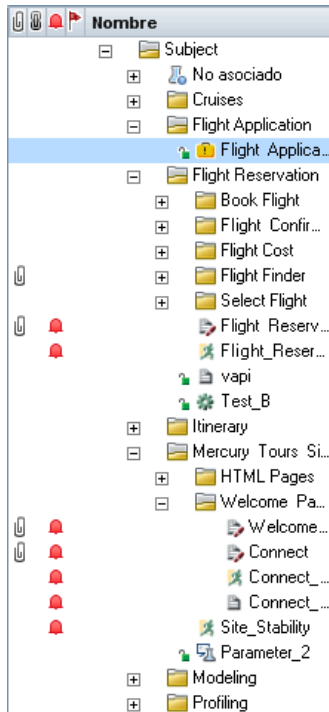 Nombre
Subject
No asociado
Cruises
Flight Application
Flight Applica...
Flight Reservation
Book Flight
Flight Confir...
Flight Cost
Flight Finder
Select Flight
Flight Reserv...
Flight_Reser...
vapi
Test_B
Itinerary
Mercury Tours Si...
HTML Pages
Welcome Pa...
Welcome...
Connect
Connect_...
Connect_...
Site_Stability
Parameter_2
Modeling
Profiling